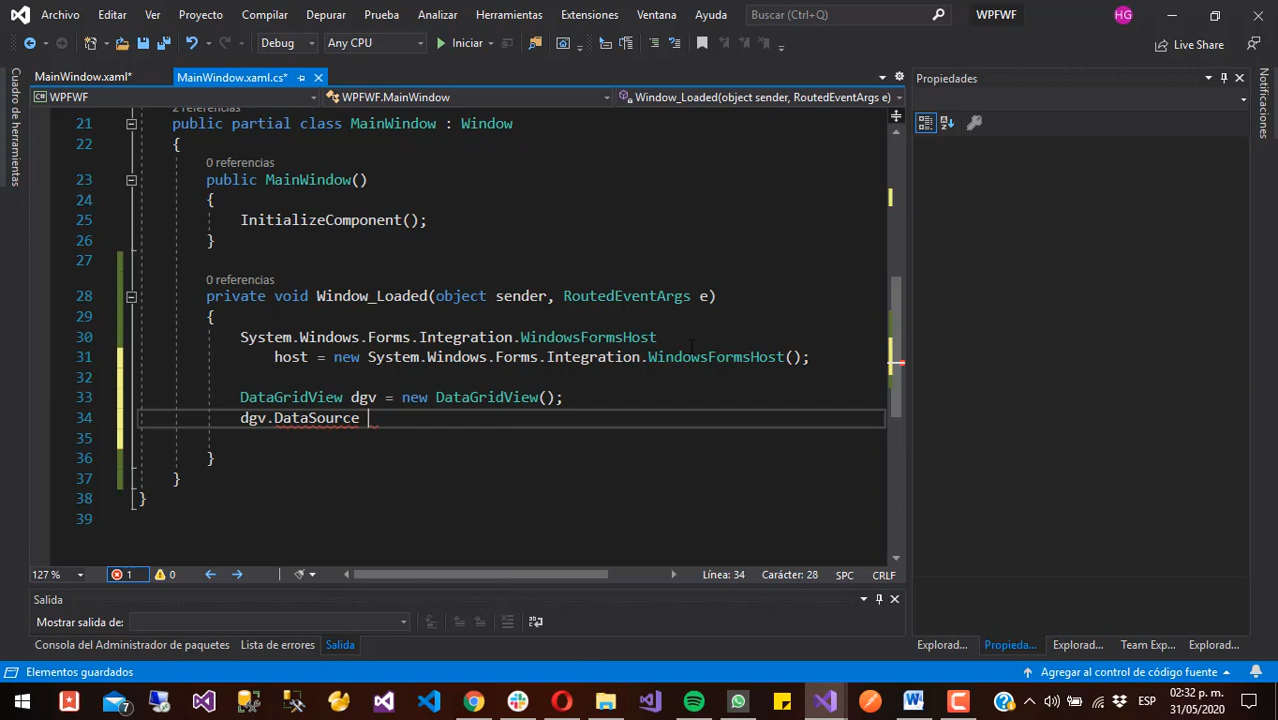 Archivo Editar Ver Proyecto Compilar Depurar Prueba Analizar Herramientas Extensiones Ventana Ayuda Buscar (Ctrl+Q) WPFWF HG
Debug Any CPU Iniciar Live Share
MainWindow.xaml* MainWindow.xaml.cs* Propiedades
WPFWF WPFWF.MainWindow Window_Loaded(object sender, RoutedEventArgs e)
Cuadro de herramientas
Notificaciones
2 referencias
21 public partial class MainWindow : Window
22 {
0 referencias
23 public MainWindow()
24 {
25 InitializeComponent();
26 }
27
0 referencias
28 private void Window_Loaded(object sender, RoutedEventArgs e)
29 {
30 System.Windows.Forms.Integration.WindowsFormsHost
31 host = new System.Windows.Forms.Integration.WindowsFormsHost();
32
33 DataGridView dgv = new DataGridView();
34 dgv.DataSource
35
36 }
37 }
38 }
39
127 % 1 0 Línea: 34 Carácter: 28 SPC CRLF
Salida
Mostrar salida de:
Consola del Administrador de paquetes Lista de errores Salida Explorad... Propieda... Explorad... Team Exp... Explorad...
Elementos guardados Agregar al control de código fuente
7 ESP 02:32 p. m.
31/05/2020